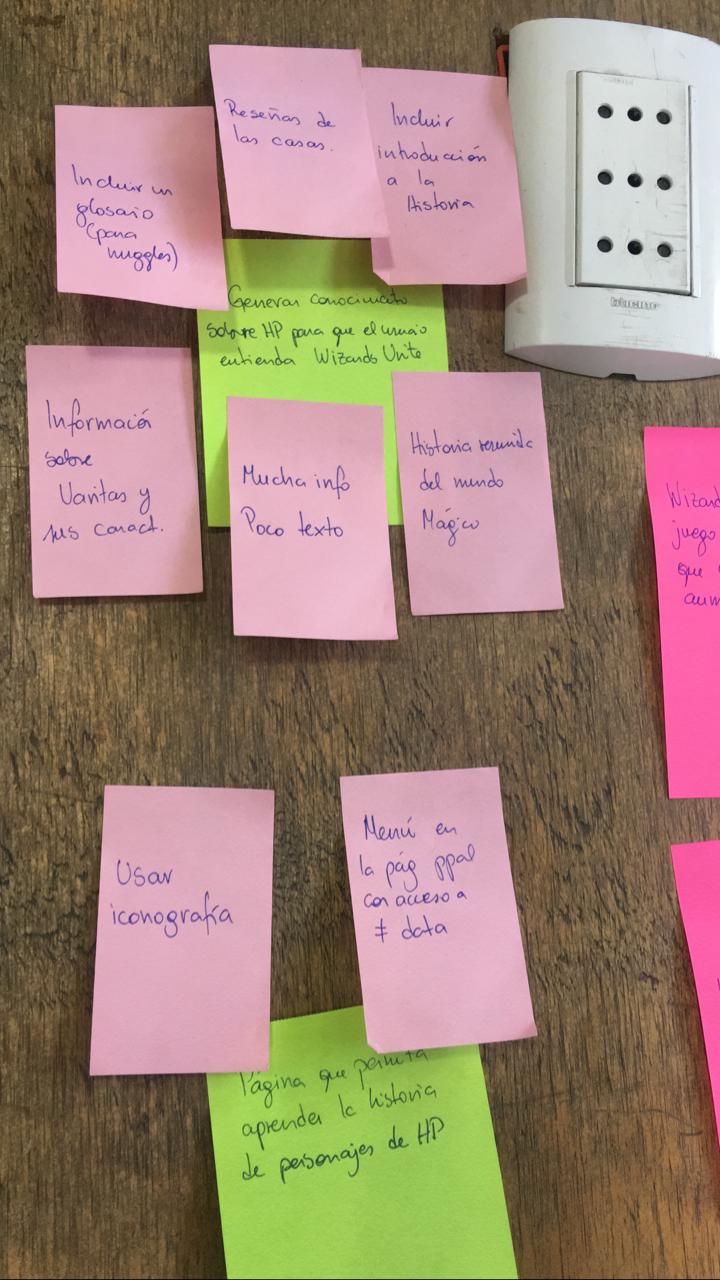 Reseñas de
las casas.
Incluir
introducción
a la
Historia
Incluir un
glosario
(para
muggles)
Generar conocimiento
sobre HP para que el usuario
entienda Wizards Unite
Información
sobre
Varitas y
sus caract.
Mucha info
Poco texto
Historia resumida
del mundo
Mágico
juego
que
Usar
iconografía
Menú en
la pág ppal
con acceso a
≠ data
Página que permita
aprender la historia
de personajes de HP